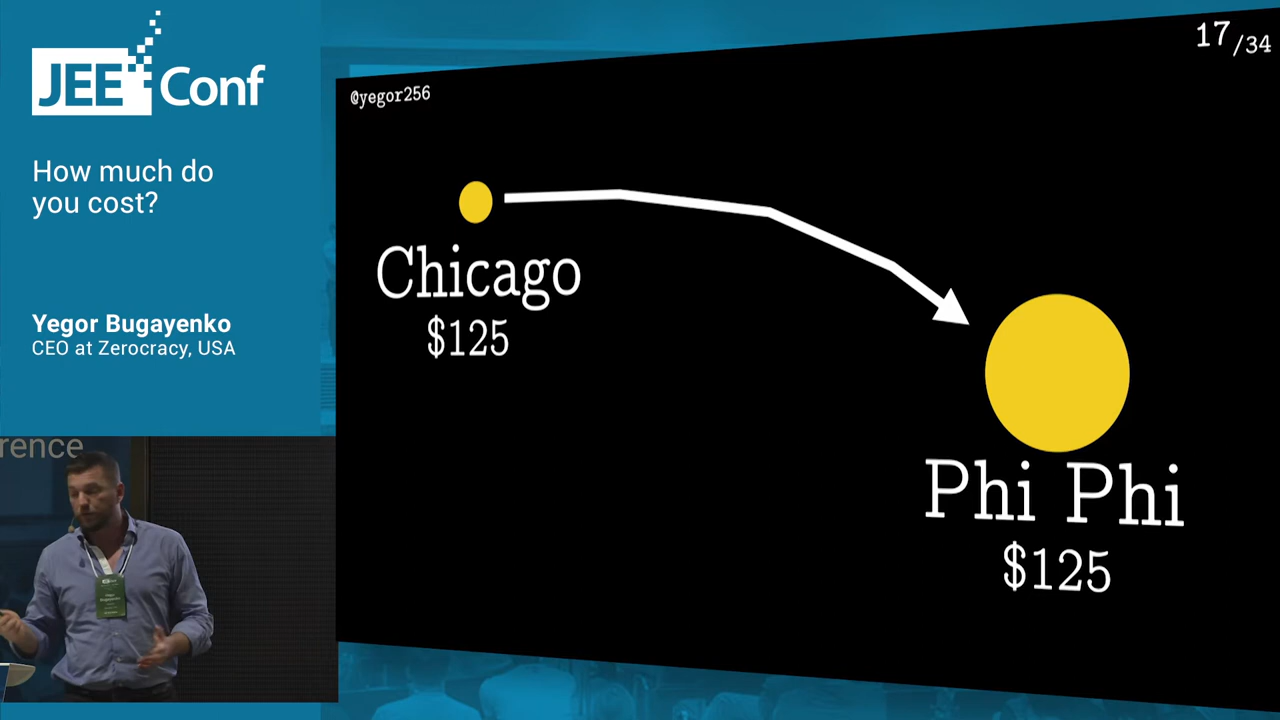 JEE Conf
How much do
you cost?
Yegor Bugayenko
CEO at Zerocracy, USA
rence
@yegor256
17/34
Chicago
$125
Phi Phi
$125